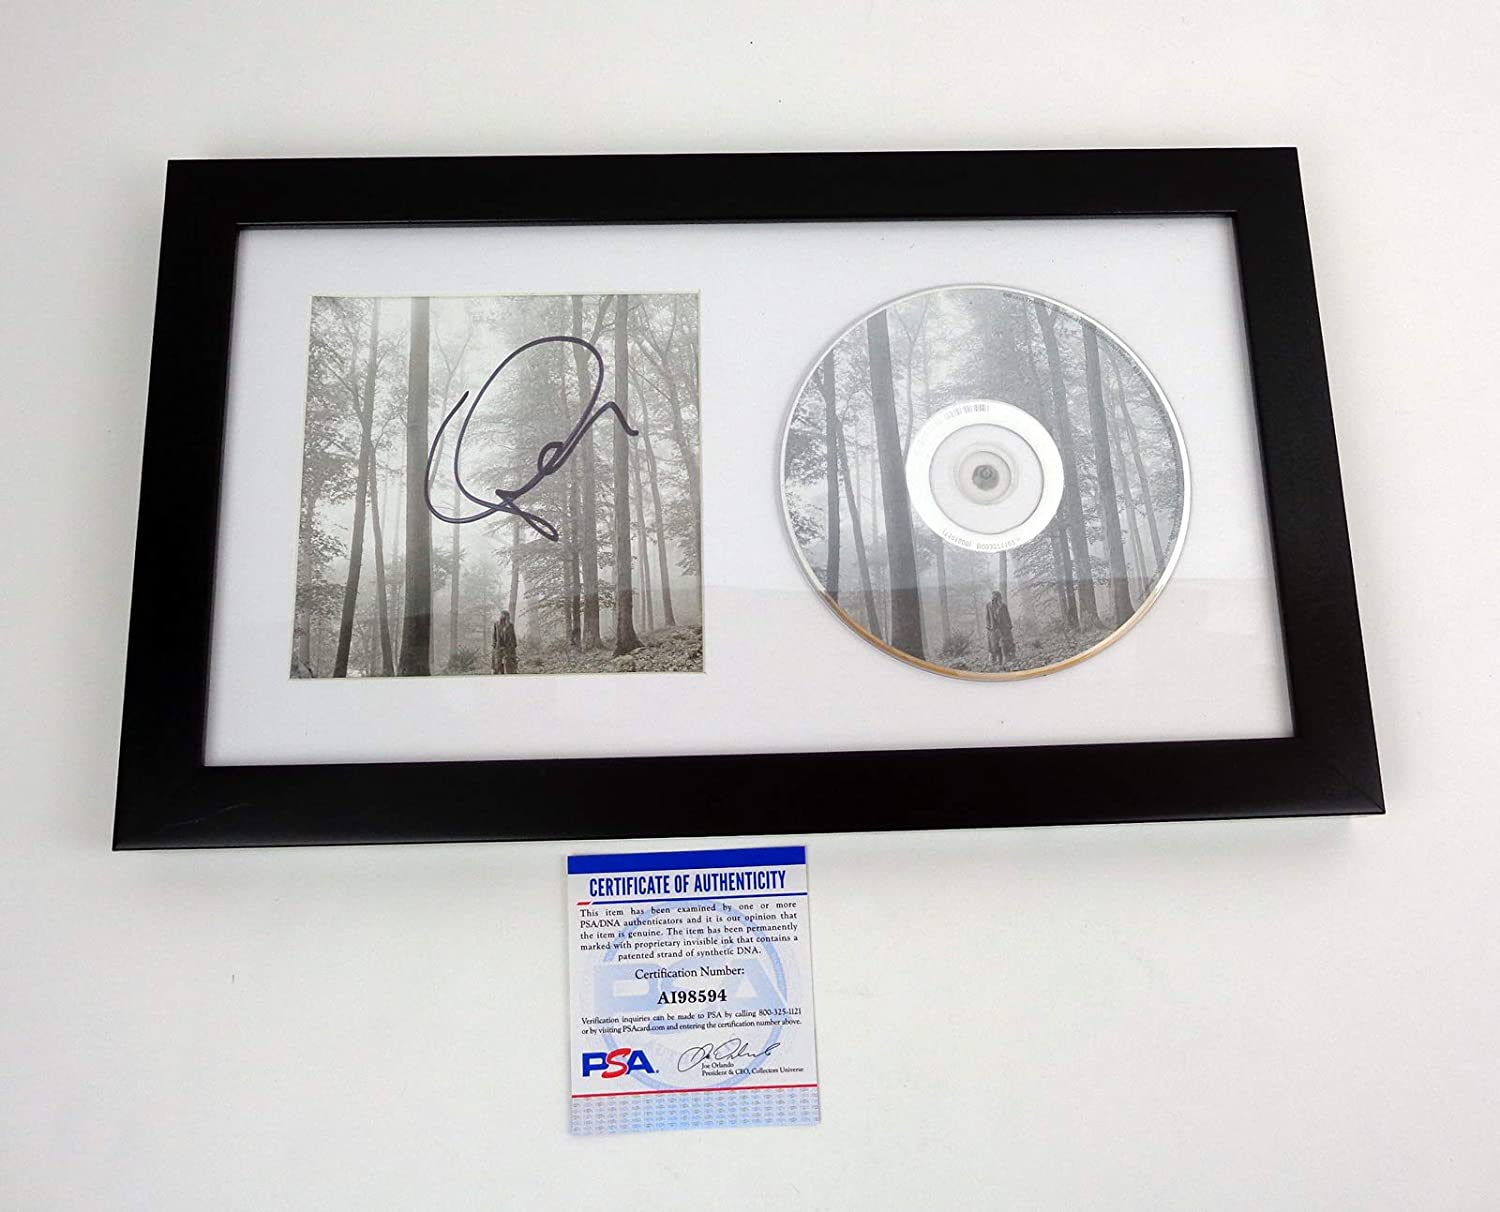 CERTIFICATE OF AUTHENTICITY
This item has been examined by one or more
PSA/DNA authenticators and it is our opinion that
the item is genuine. The item has been permanently
marked with proprietary invisible ink that contains a
patented strand of synthetic DNA.
Certification Number:
AI98594
Verification inquiries can be made to PSA by calling 800-325-1121
or by visiting PSAcard.com and entering the certification number above.
PSA.
Joe Orlando
President & CEO, Collectors Universe